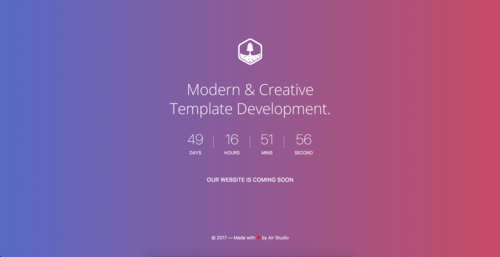 Modern & Creative
Template Development.
49 16 51 56
DAYS HOURS MINS SECOND
OUR WEBSITE IS COMING SOON
© 2017 — Made with ❤ by Air Studio